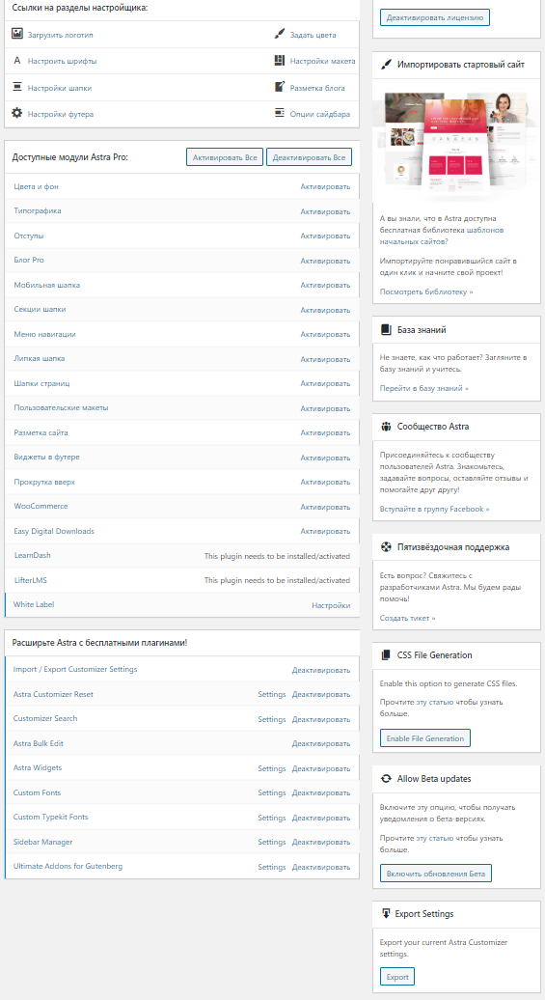 Ссылки на разделы настройщика:
Загрузить логотип
Задать цвета
Настроить шрифты
Настройки макета
Настройки шапки
Разметка блога
Настройки футера
Опции сайдбара
Доступные модули Astra Pro:
Активировать Все
Деактивировать Все
Цвета и фон
Активировать
Типографика
Активировать
Отступы
Активировать
Блог Pro
Активировать
Мобильная шапка
Активировать
Секции шапки
Активировать
Меню навигации
Активировать
Липкая шапка
Активировать
Шапки страниц
Активировать
Пользовательские макеты
Активировать
Разметка сайта
Активировать
Виджеты в футере
Активировать
Прокрутка вверх
Активировать
WooCommerce
Активировать
Easy Digital Downloads
Активировать
LearnDash
This plugin needs to be installed/activated
LifterLMS
This plugin needs to be installed/activated
White Label
Настройки
Расширьте Astra с бесплатными плагинами!
Import / Export Customizer Settings
Деактивировать
Astra Customizer Reset
Settings Деактивировать
Customizer Search
Settings Деактивировать
Astra Bulk Edit
Деактивировать
Astra Widgets
Settings Деактивировать
Custom Fonts
Settings Деактивировать
Custom Typekit Fonts
Settings Деактивировать
Sidebar Manager
Settings Деактивировать
Ultimate Addons for Gutenberg
Settings Деактивировать
Деактивировать лицензию
Импортировать стартовый сайт
А вы знали, что в Astra доступна
бесплатная библиотека шаблонов
начальных сайтов?
Импортируйте понравившийся сайт в
один клик и начните свой проект!
Посмотреть библиотеку »
База знаний
Не знаете, как что работает? Загляните в
базу знаний и учитесь.
Перейти в базу знаний »
Сообщество Astra
Присоединяйтесь к сообществу
пользователей Astra. Знакомьтесь,
задавайте вопросы, оставляйте отзывы и
помогайте друг другу!
Вступайте в группу Facebook »
Пятизвёздочная поддержка
Есть вопрос? Свяжитесь с
разработчиками Astra. Мы будем рады
помочь!
Создать тикет »
CSS File Generation
Enable this option to generate CSS files.
Прочтите эту статью чтобы узнать
больше.
Enable File Generation
Allow Beta updates
Включите эту опцию, чтобы получать
уведомления о бета-версиях.
Прочтите эту статью чтобы узнать
больше.
Включить обновления Бета
Export Settings
Export your current Astra Customizer
settings.
Export